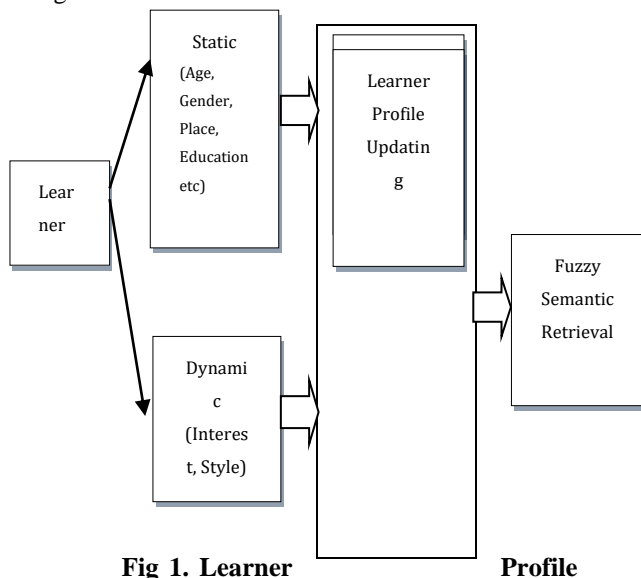 Static
(Age,
Gender,
Place,
Education
etc)
Lear
ner
Dynami
c
(Interes
t, Style)
Learner
Profile
Updatin
g
Fuzzy
Semantic
Retrieval
Fig 1. Learner Profile